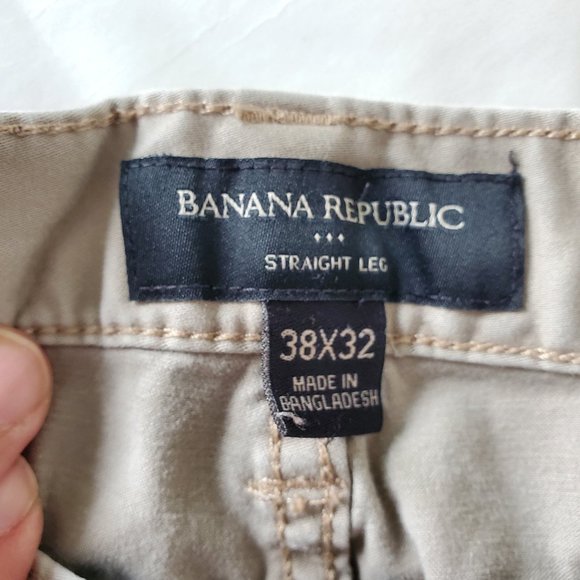 BANANA REPUBLIC
STRAIGHT LEG
38X32
MADE IN
BANGLADESH